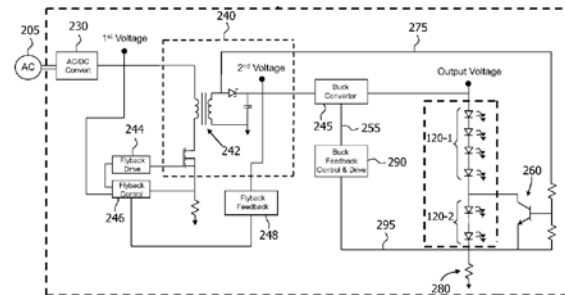 205
AC
230
AC/DC
Convert
1st Voltage
240
2nd Voltage
275
Output Voltage
242
Buck
Converter
245
255
Buck
Feedback
Control & Drive
290
244
Flyback
Drive
Flyback
Control
246
Flyback
Feedback
248
120-1
120-2
260
295
280